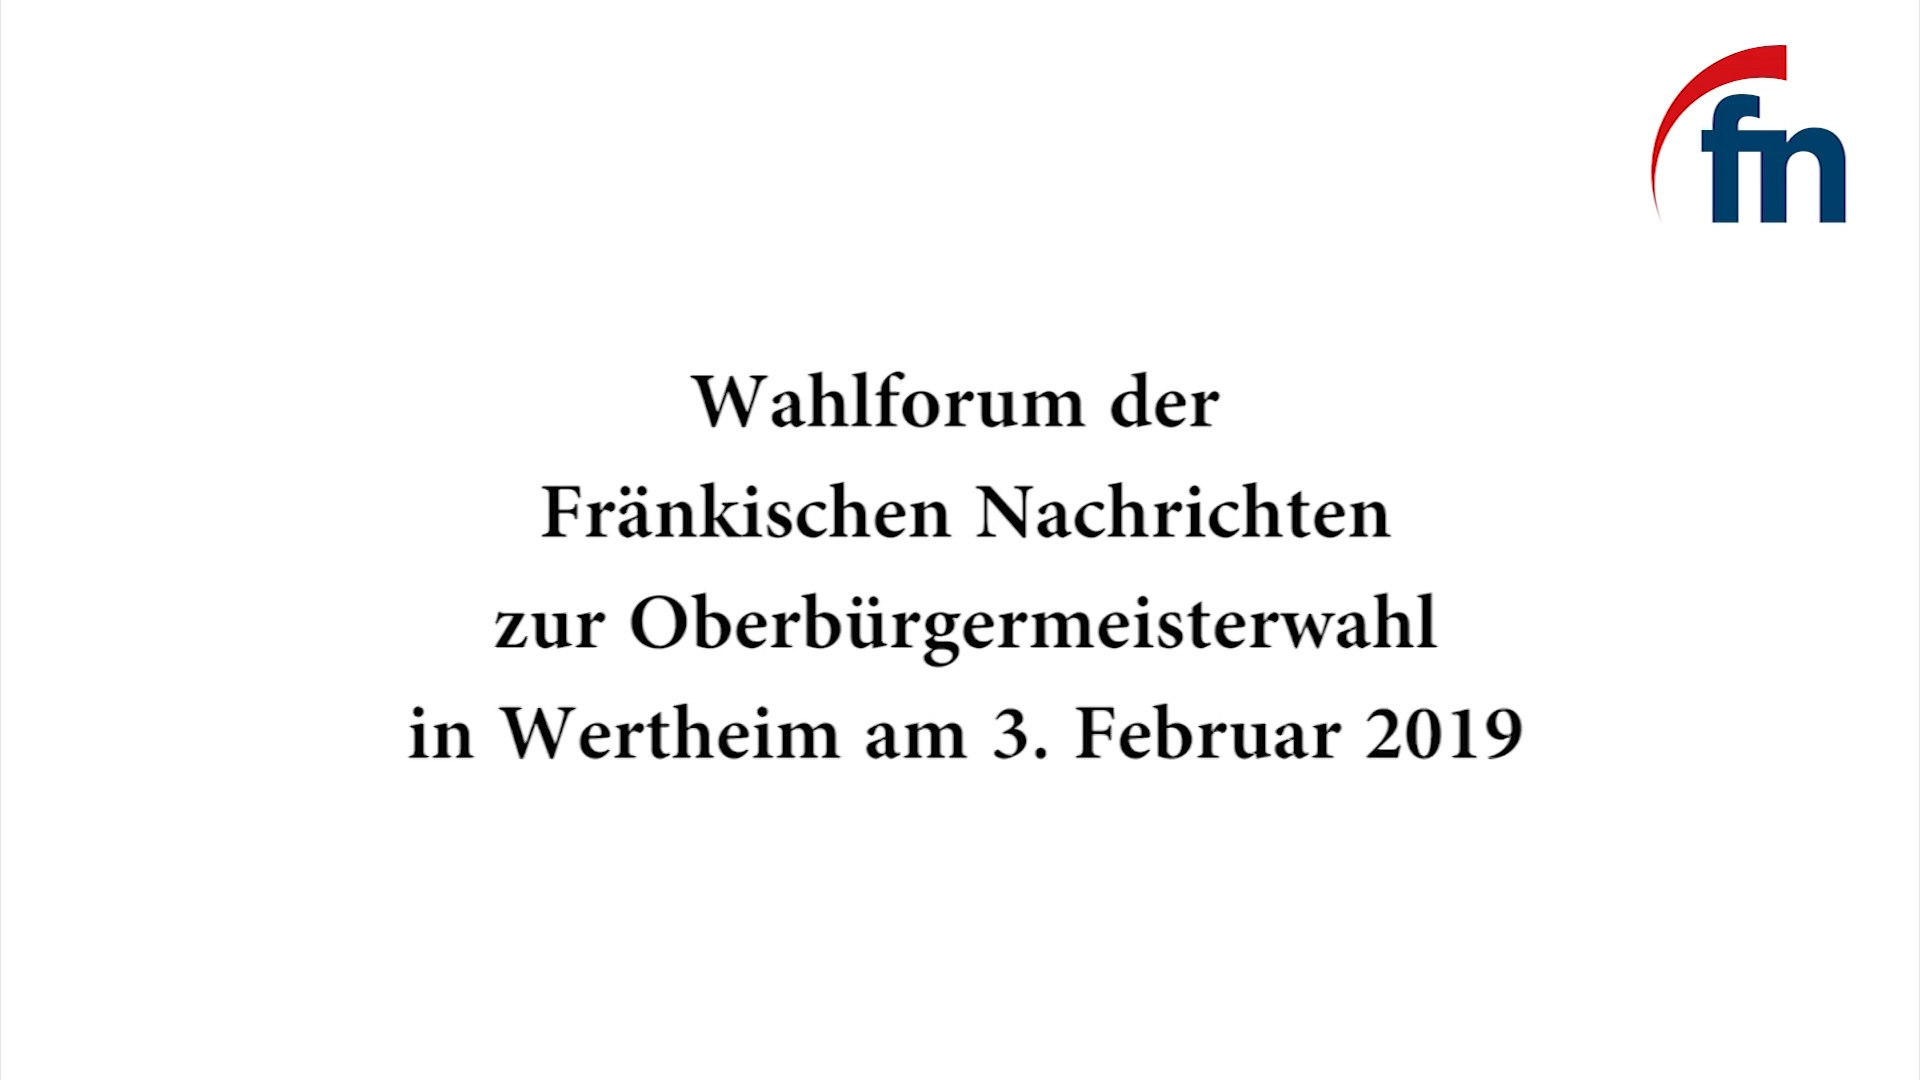 fn
Wahlforum der
Fränkischen Nachrichten
zur Oberbürgermeisterwahl
in Wertheim am 3. Februar 2019